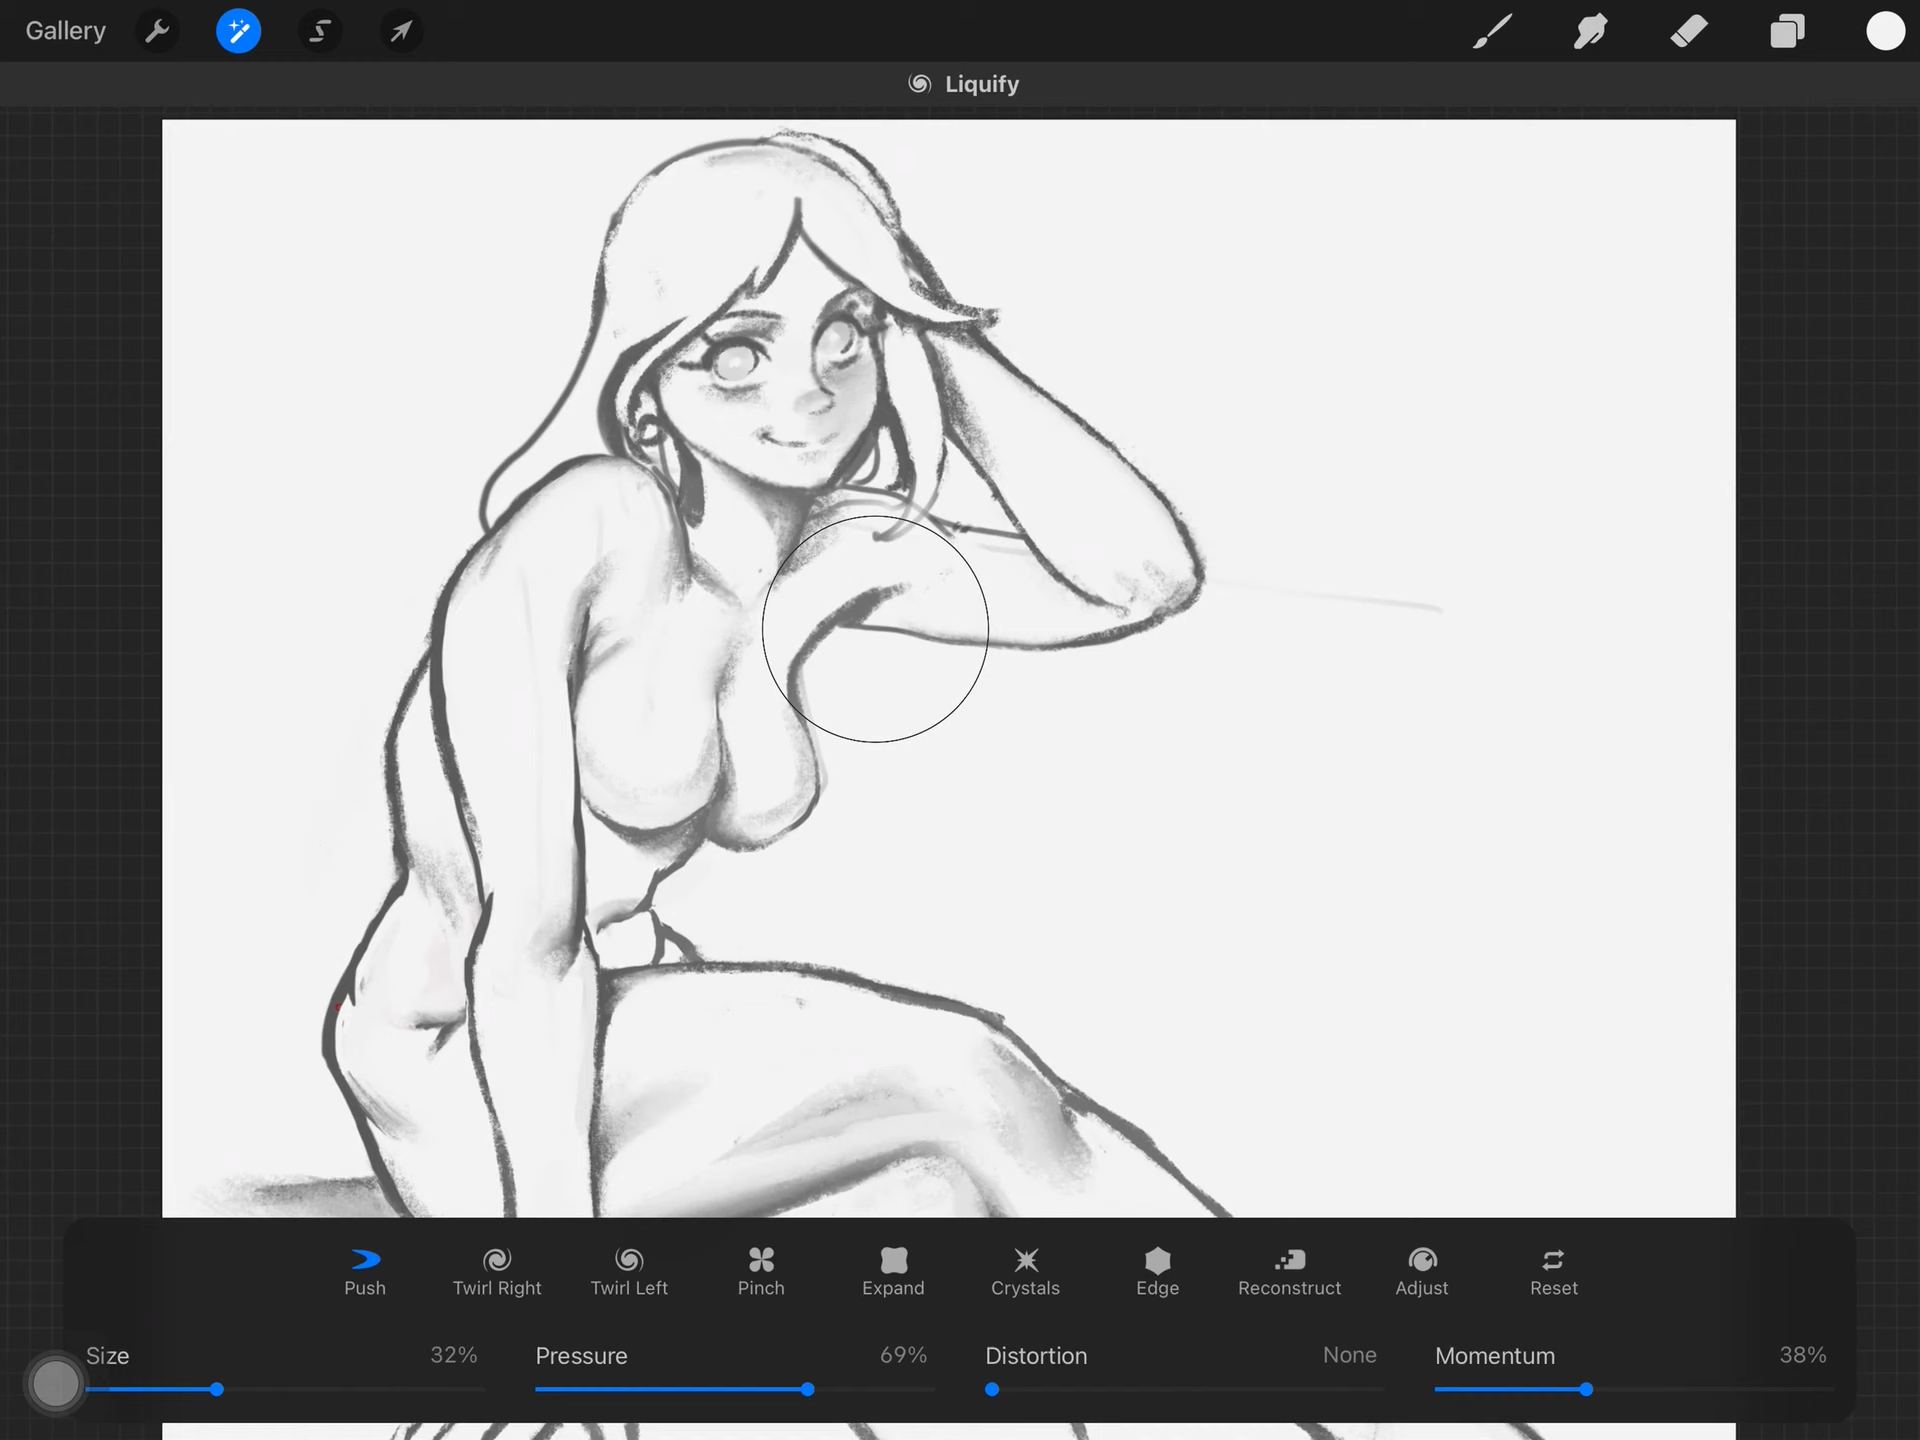 Gallery
Liquify
Push
Twirl Right
Twirl Left
Pinch
Expand
Crystals
Edge
Reconstruct
Adjust
Reset
Size 32%
Pressure 69%
Distortion None
Momentum 38%